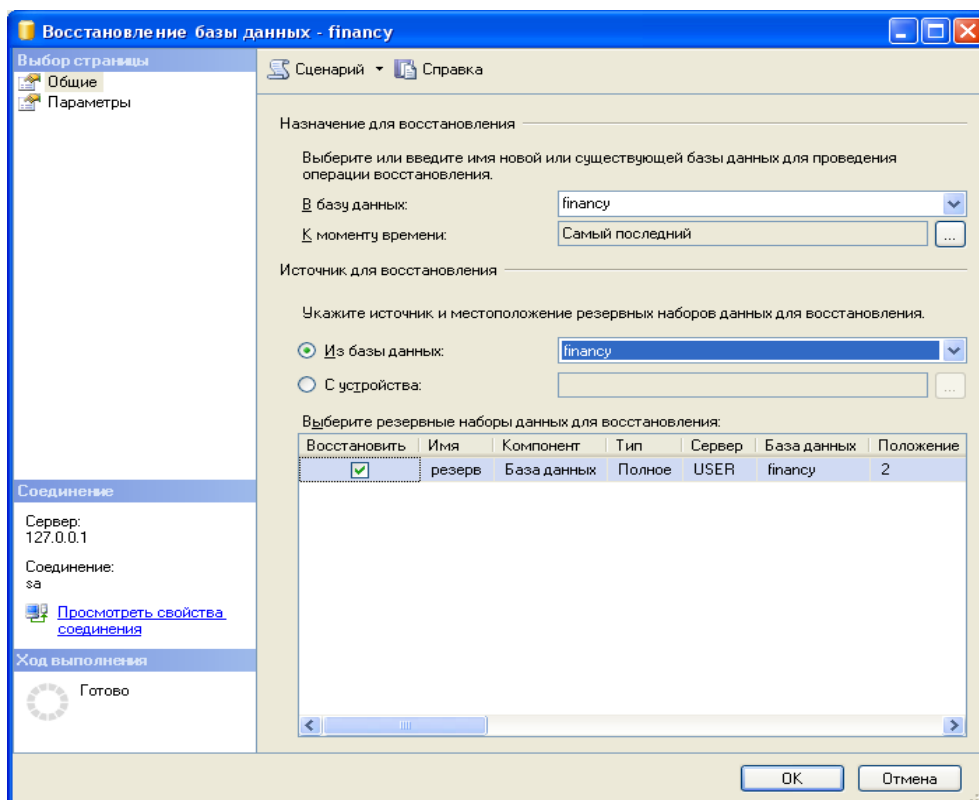 Восстановление базы данных - financy
Выбор страницы
Общие
Параметры
Сценарий
Справка
Назначение для восстановления
Выберите или введите имя новой или существующей базы данных для проведения
операции восстановления.
В базу данных:
financy
К моменту времени:
Самый последний
...
Источник для восстановления
Укажите источник и местоположение резервных наборов данных для восстановления.
Из базы данных:
financy
С устройства:
...
Выберите резервные наборы данных для восстановления:
Восстановить Имя Компонент Тип Сервер База данных Положение
резерв База данных Полное USER financy 2
Соединение
Сервер:
127.0.0.1
Соединение:
sa
Просмотреть свойства
соединения
Ход выполнения
Готово
OK
Отмена